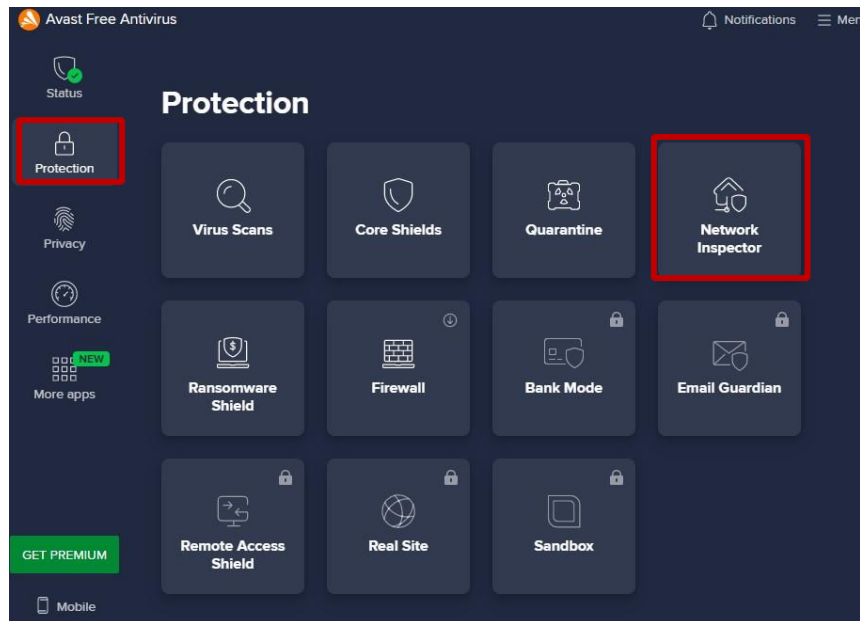 Avast Free Antivirus
Notifications
Mer
Status
Protection
Privacy
Performance
NEW
More apps
GET PREMIUM
Mobile
Protection
Virus Scans
Core Shields
Quarantine
Network
Inspector
Ransomware
Shield
Firewall
Bank Mode
Email Guardian
Remote Access
Shield
Real Site
Sandbox